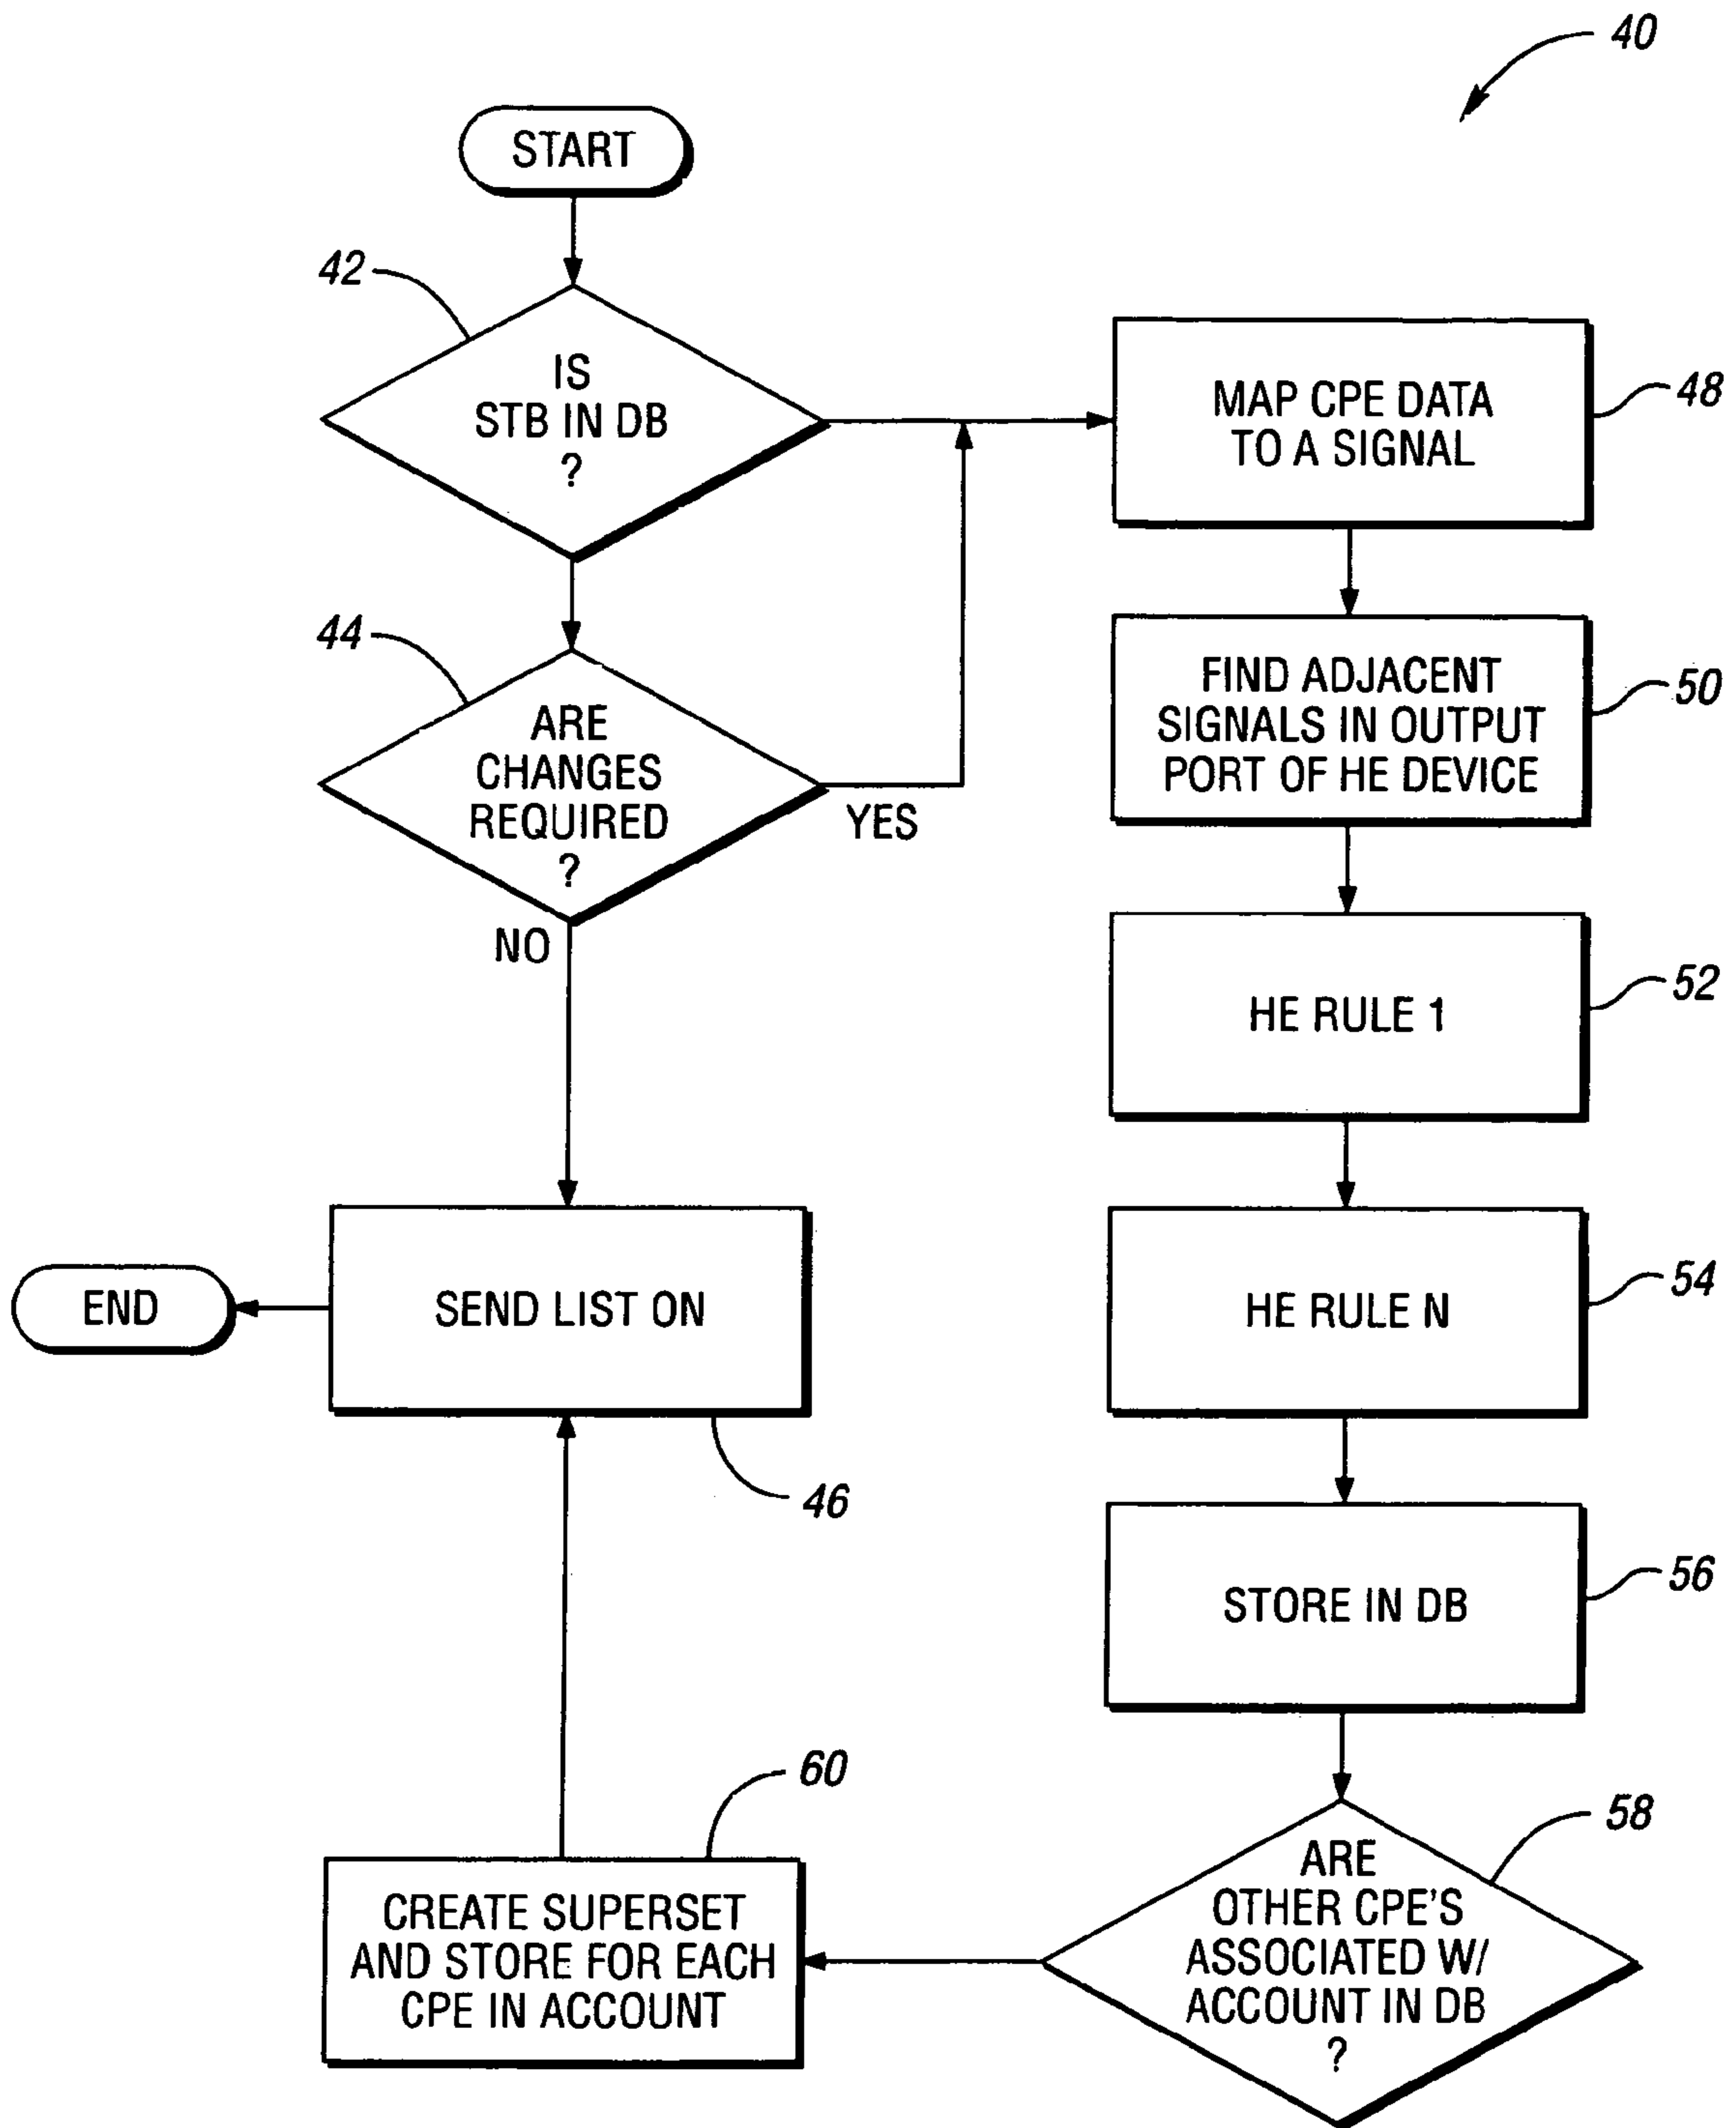 40
START
42
IS
STB IN DB
?
48
MAP CPE DATA
TO A SIGNAL
44
ARE
CHANGES
REQUIRED
?
YES
NO
50
FIND ADJACENT
SIGNALS IN OUTPUT
PORT OF HE DEVICE
52
HE RULE 1
END
SEND LIST ON
46
54
HE RULE N
56
STORE IN DB
60
CREATE SUPERSET
AND STORE FOR EACH
CPE IN ACCOUNT
58
ARE
OTHER CPE'S
ASSOCIATED W/
ACCOUNT IN DB
?